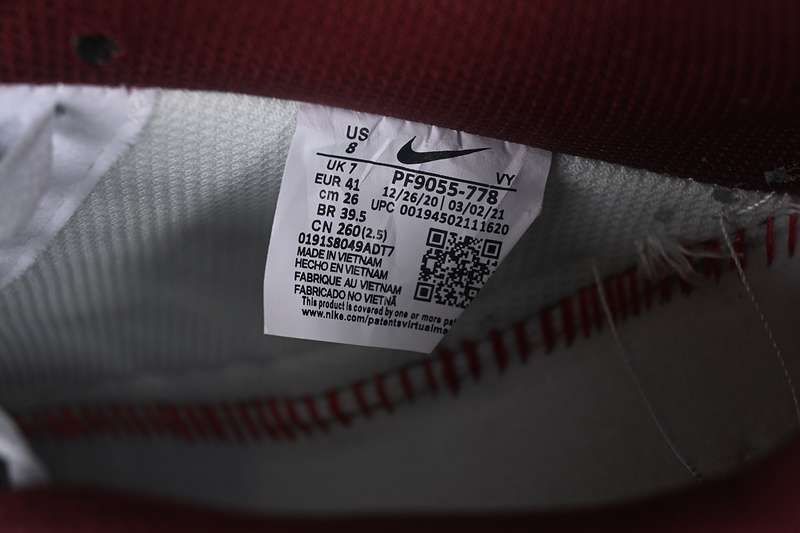 US
8
VY
UK 7
PF9055-778
EUR 41
12/26/20 | 03/02/21
cm 26
UPC 00194502111620
BR 39.5
CN 260(2.5)
0191S8049ADT7
MADE IN VIETNAM
HECHO EN VIETNAM
FABRIQUE AU VIETNAM
FABRICADO NO VIETNÃ
This product is covered by one or more pat
www.nike.com/patentsvirtualma